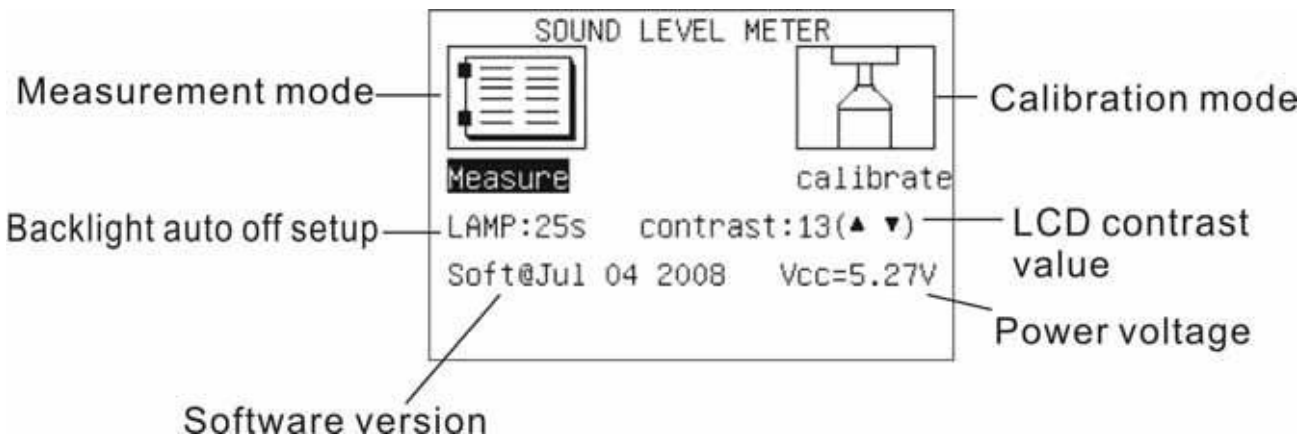 SOUND LEVEL METER
Measurement mode
Calibration mode
Measure
calibrate
Backlight auto off setup
LAMP:25s
contrast:13(▲ ▼)
LCD contrast
value
Soft@Jul 04 2008
Vcc=5.27V
Power voltage
Software version